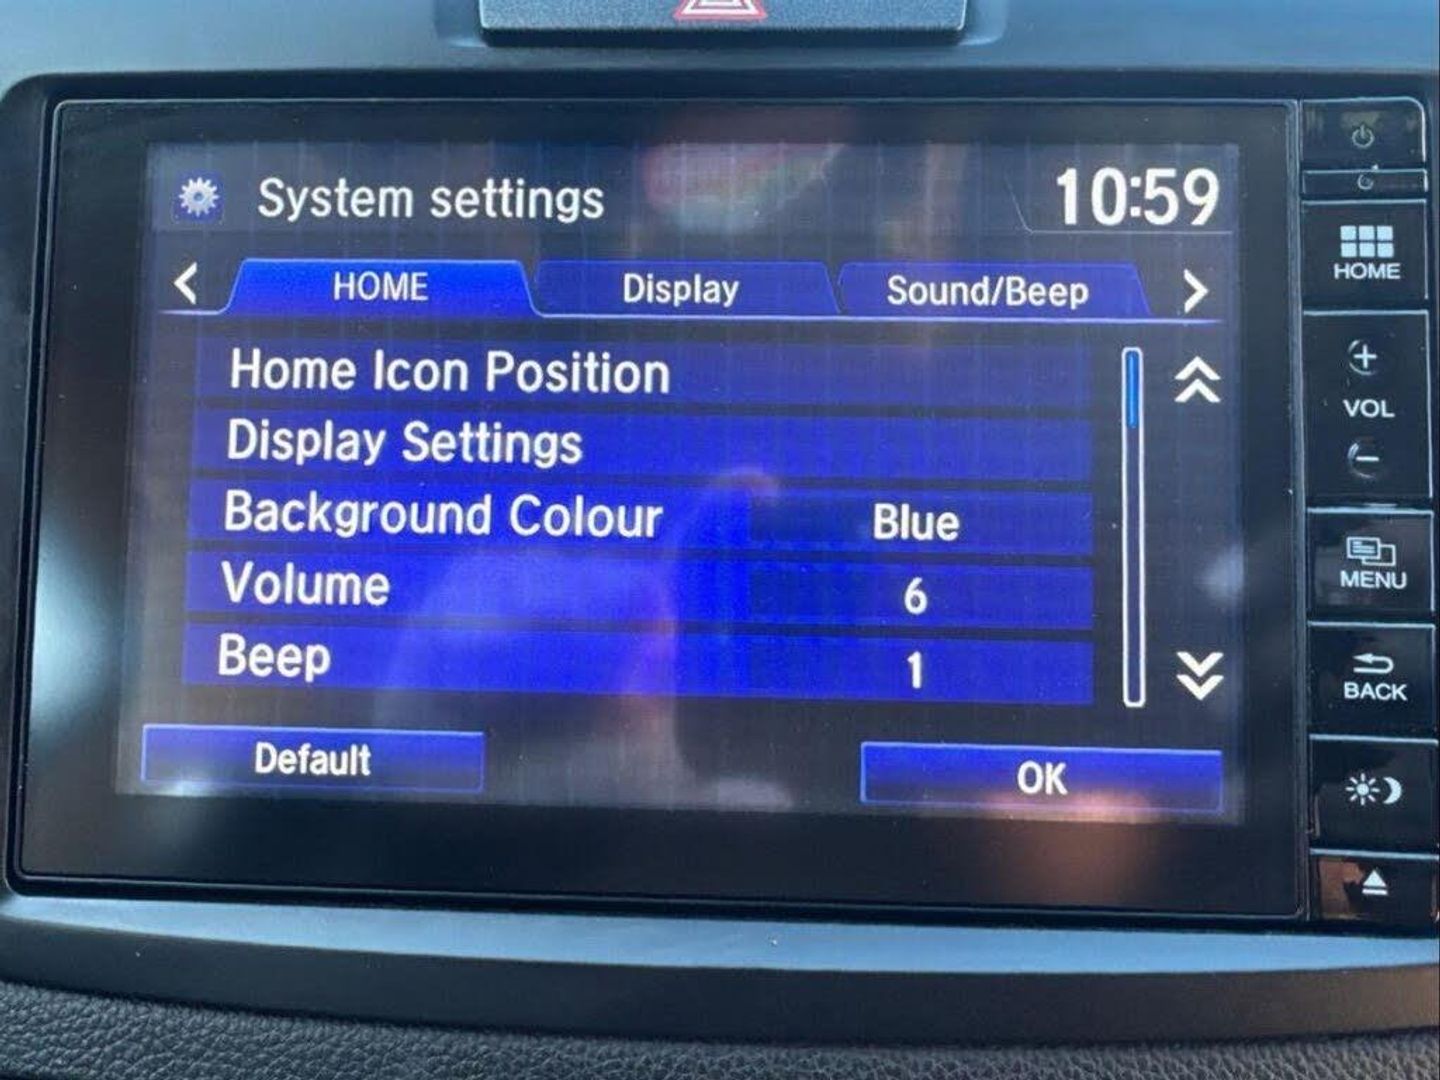 System settings
10:59
HOME
Display
Sound/Beep
Home Icon Position
Display Settings
Background Colour
Blue
Volume
6
Beep
1
Default
OK
HOME
VOL
MENU
BACK